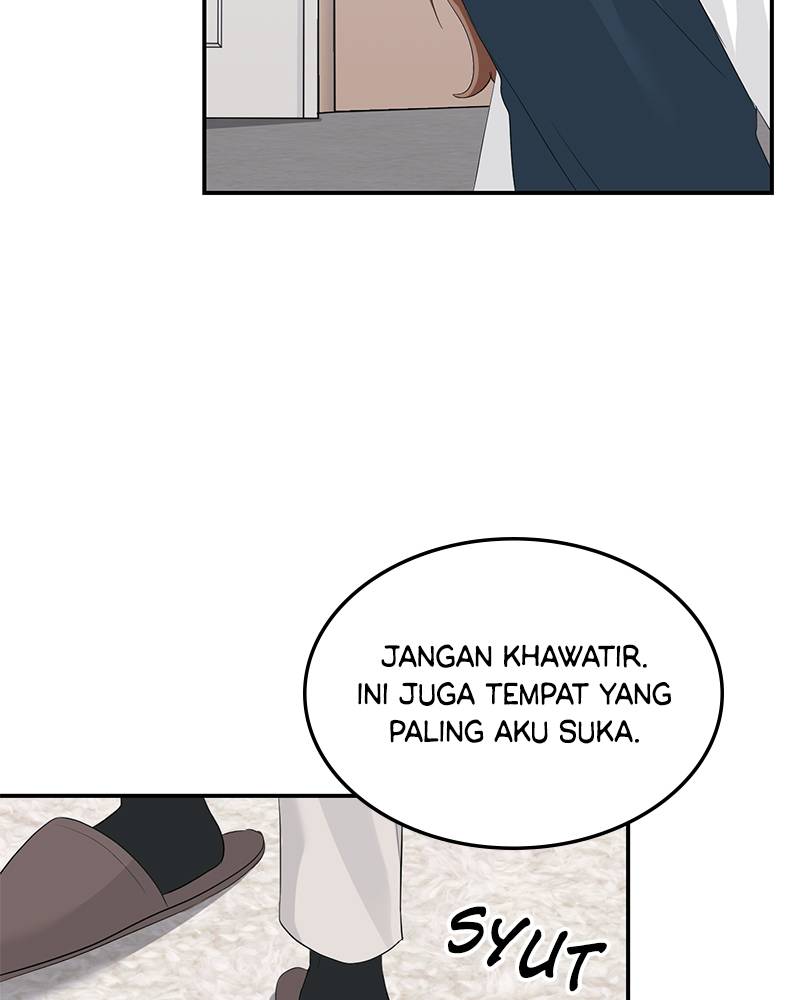 JANGAN KHAWATIR.
INI JUGA TEMPAT YANG
PALING AKU SUKA.
SYUT